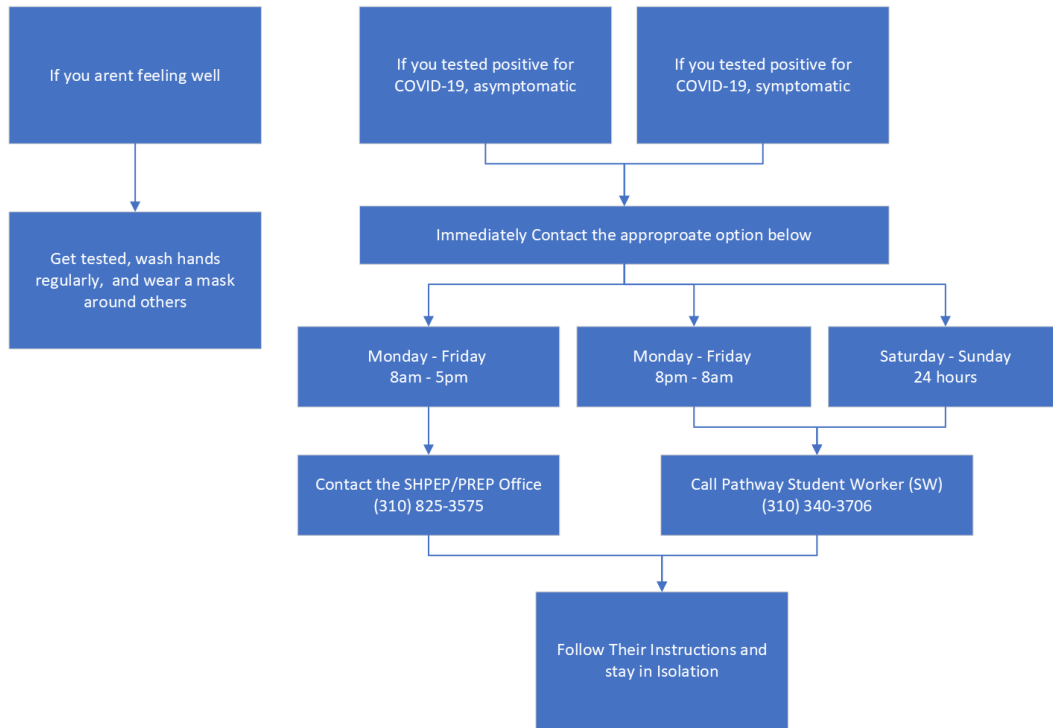 If you arent feeling well
If you tested positive for
COVID-19, asymptomatic
If you tested positive for
COVID-19, symptomatic
Get tested, wash hands
regularly,  and wear a mask
around others
Immediately Contact the approproate option below
Monday - Friday
8am - 5pm
Monday - Friday
8pm - 8am
Saturday - Sunday
24 hours
Contact the SHPEP/PREP Office
(310) 825-3575
Call Pathway Student Worker (SW)
(310) 340-3706
Follow Their Instructions and
stay in Isolation